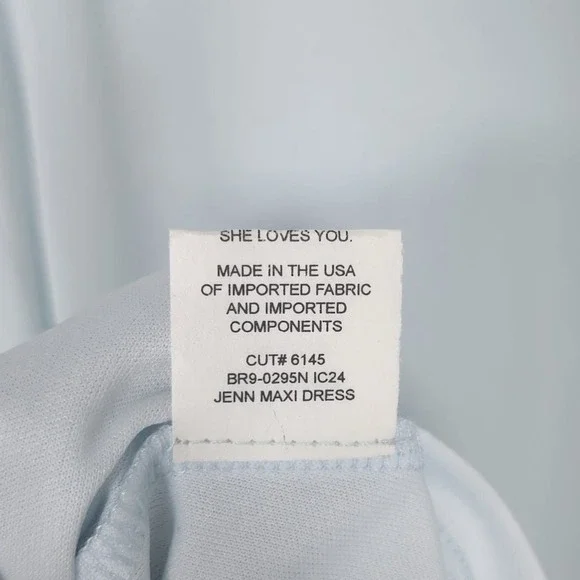 SHE LOVES YOU.
MADE IN THE USA
OF IMPORTED FABRIC
AND IMPORTED
COMPONENTS
CUT# 6145
BR9-0295N IC24
JENN MAXI DRESS